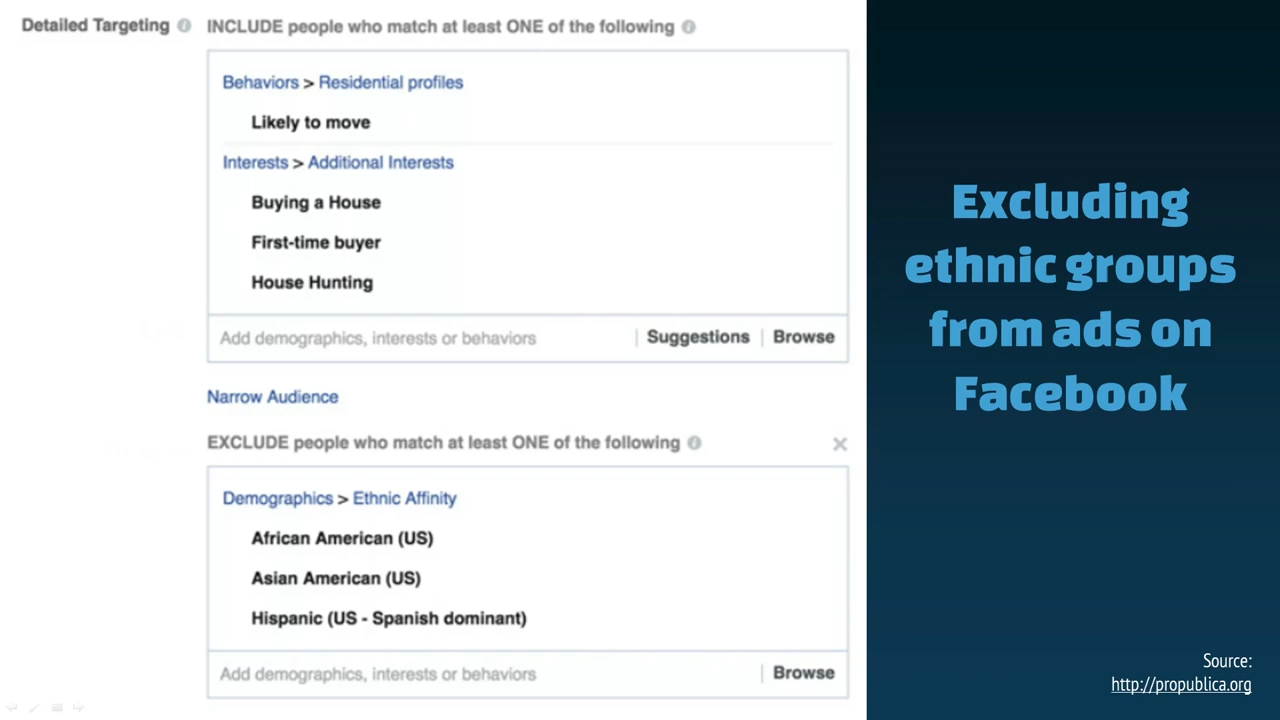 Detailed Targeting
INCLUDE people who match at least ONE of the following
Behaviors > Residential profiles
Likely to move
Interests > Additional Interests
Buying a House
First-time buyer
House Hunting
Add demographics, interests or behaviors | Suggestions | Browse
Narrow Audience
EXCLUDE people who match at least ONE of the following
Demographics > Ethnic Affinity
African American (US)
Asian American (US)
Hispanic (US - Spanish dominant)
Add demographics, interests or behaviors | Browse
Excluding
ethnic groups
from ads on
Facebook
Source:
http://propublica.org